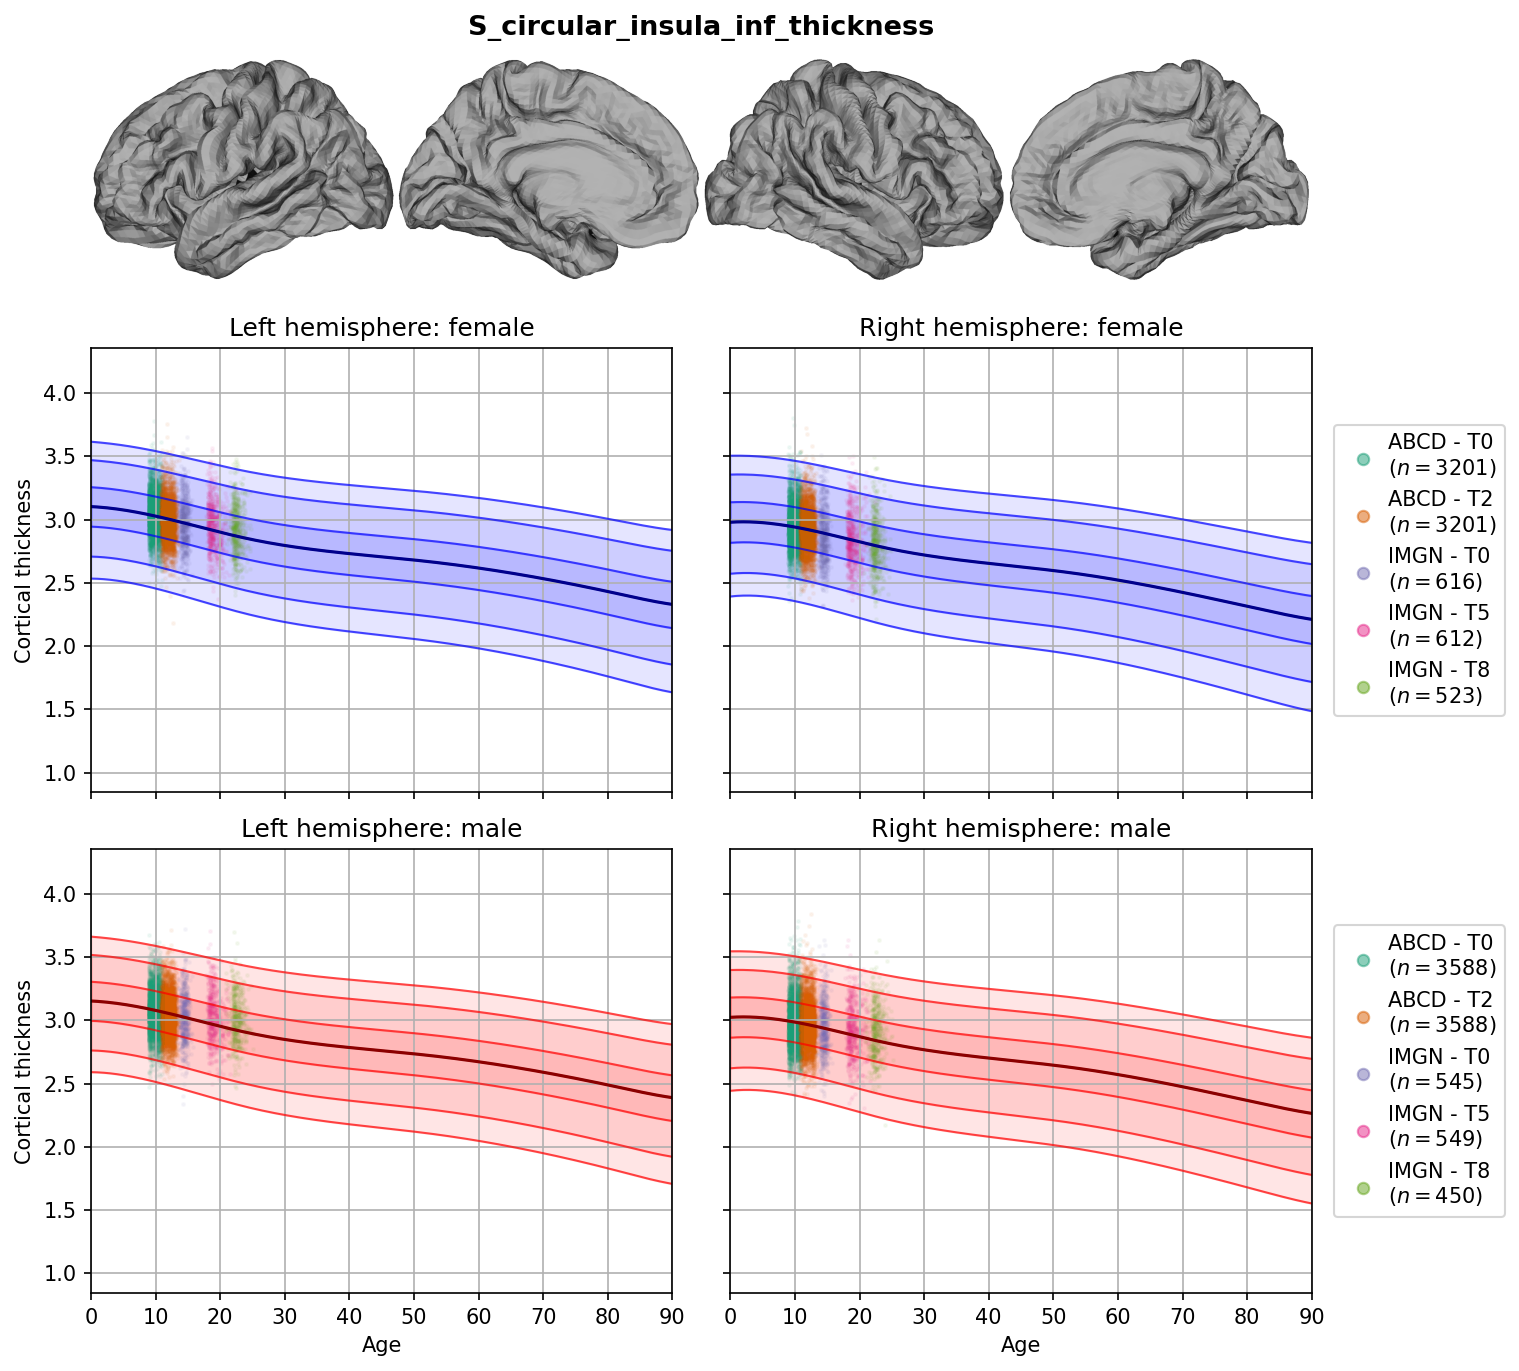 S_circular_insula_inf_thickness
Left hemisphere: female
Right hemisphere: female
Cortical thickness
4.0
3.5
3.0
2.5
2.0
1.5
1.0
ABCD - T0
(n = 3201)
ABCD - T2
(n = 3201)
IMGN - T0
(n = 616)
IMGN - T5
(n = 612)
IMGN - T8
(n = 523)
Left hemisphere: male
Right hemisphere: male
Cortical thickness
4.0
3.5
3.0
2.5
2.0
1.5
1.0
ABCD - T0
(n = 3588)
ABCD - T2
(n = 3588)
IMGN - T0
(n = 545)
IMGN - T5
(n = 549)
IMGN - T8
(n = 450)
0 10 20 30 40 50 60 70 80 90
0 10 20 30 40 50 60 70 80 90
Age
Age